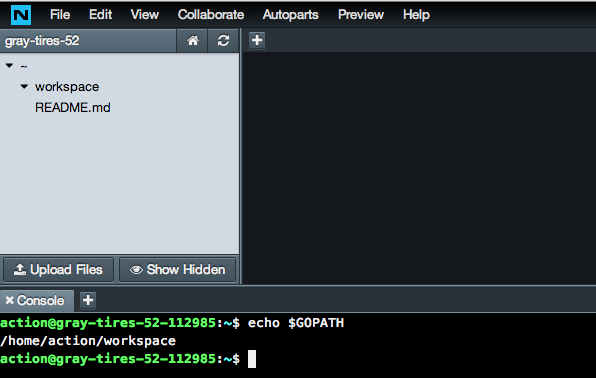 N File Edit View Collaborate Autoparts Preview Help
gray-tires-52
~
workspace
README.md
Upload Files Show Hidden
Console
action@gray-tires-52-112985:~$ echo $GOPATH
/home/action/workspace
action@gray-tires-52-112985:~$